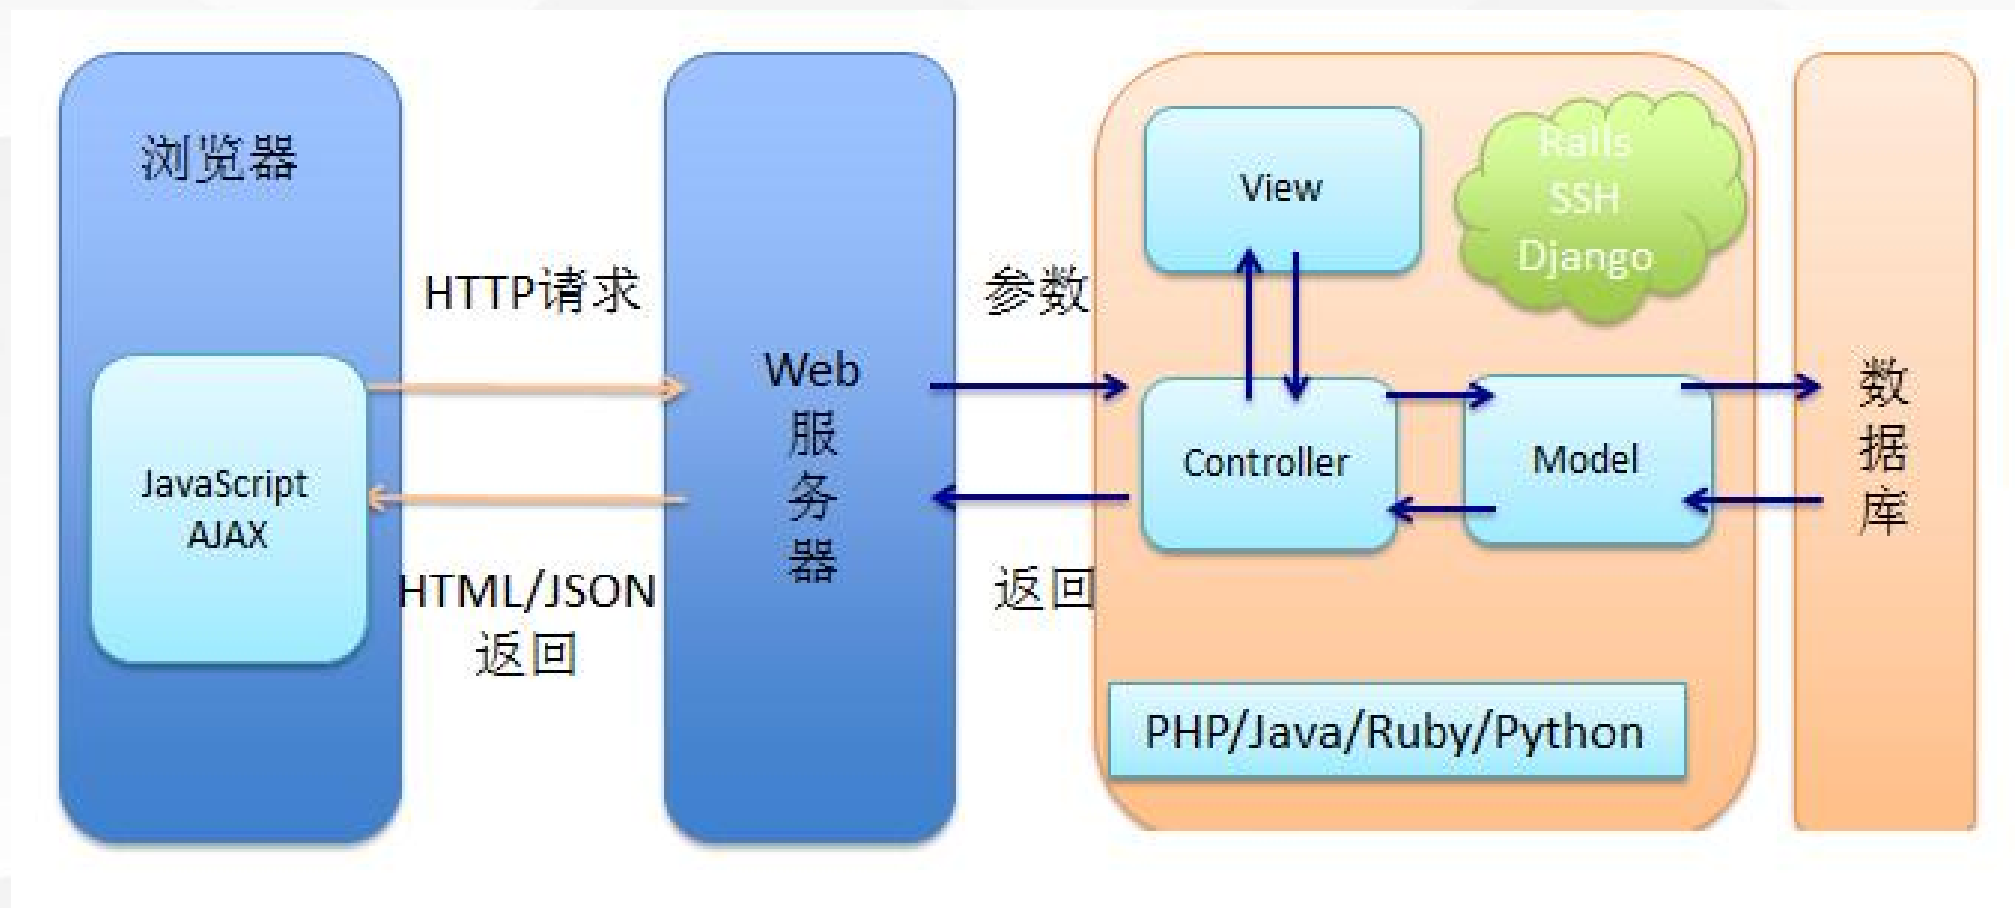 浏览器
JavaScript
AJAX
HTTP请求
HTML/JSON
返回
Web
服
务
器
参数
返回
View
Rails
SSH
Django
Controller
Model
PHP/Java/Ruby/Python
数
据
库